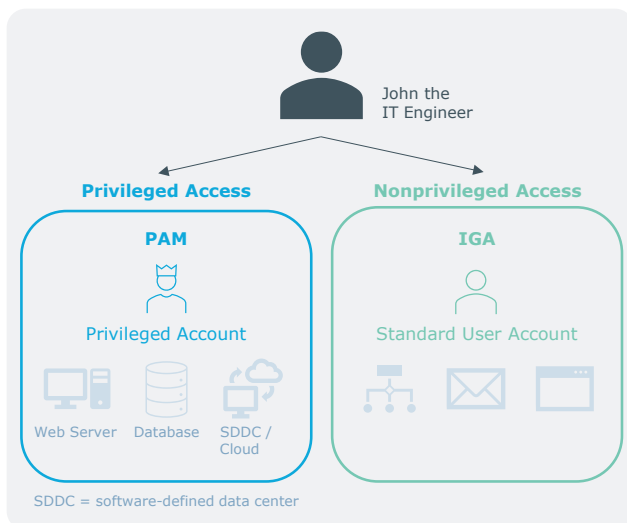 John the
IT Engineer
Privileged Access
Nonprivileged Access
PAM
IGA
Privileged Account
Standard User Account
Web Server
Database
SDDC /
Cloud
SDDC = software-defined data center